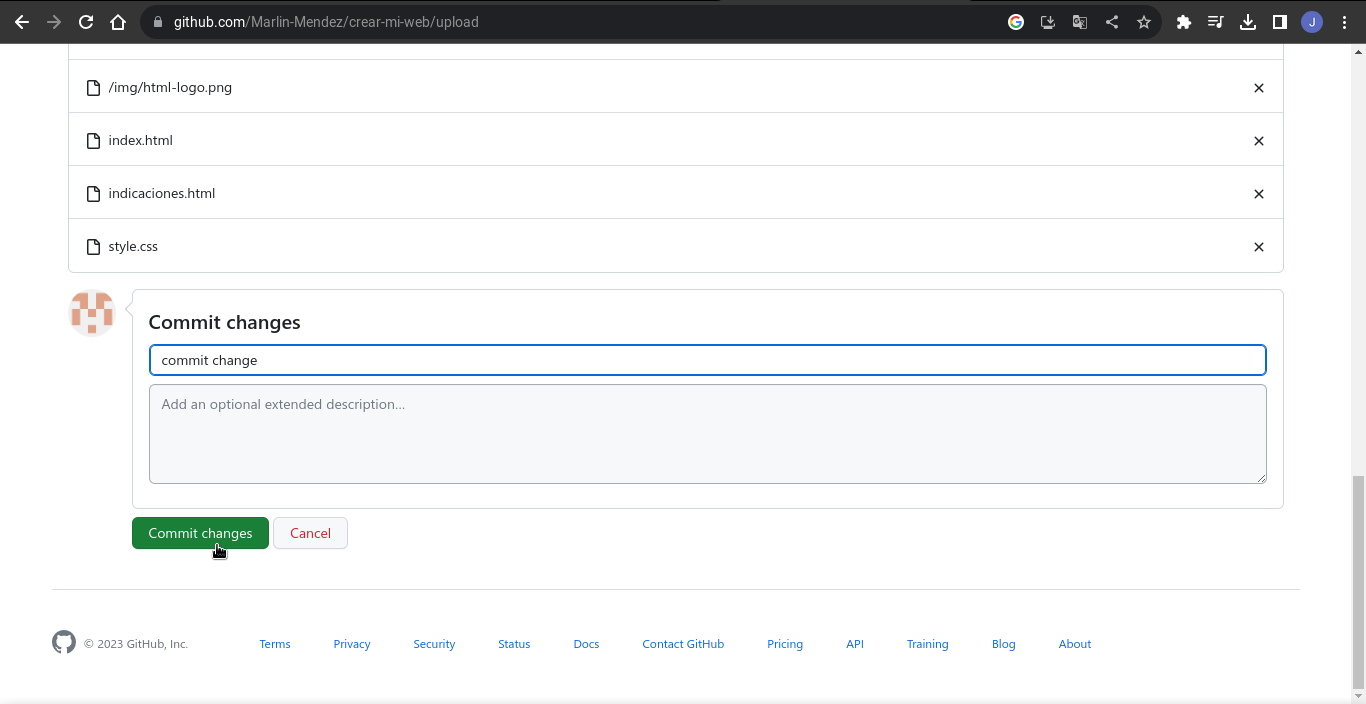 github.com/Marlin-Mendez/crear-mi-web/upload
J
/img/html-logo.png
index.html
indicaciones.html
style.css
Commit changes
commit change
Add an optional extended description...
Commit changes Cancel
© 2023 GitHub, Inc. Terms Privacy Security Status Docs Contact GitHub Pricing API Training Blog About